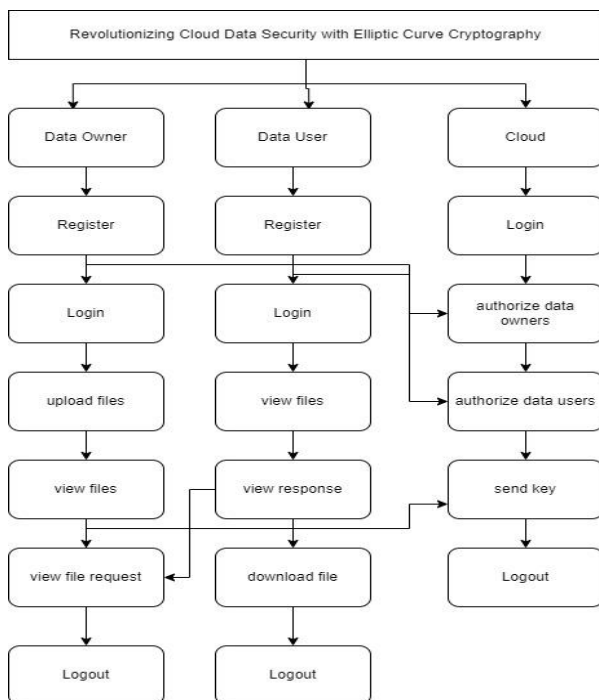 Revolutionizing Cloud Data Security with Elliptic Curve Cryptography
Data Owner
Data User
Cloud
Register
Register
Login
Login
Login
authorize data
owners
upload files
view files
authorize data users
view files
view response
send key
view file request
download file
Logout
Logout
Logout